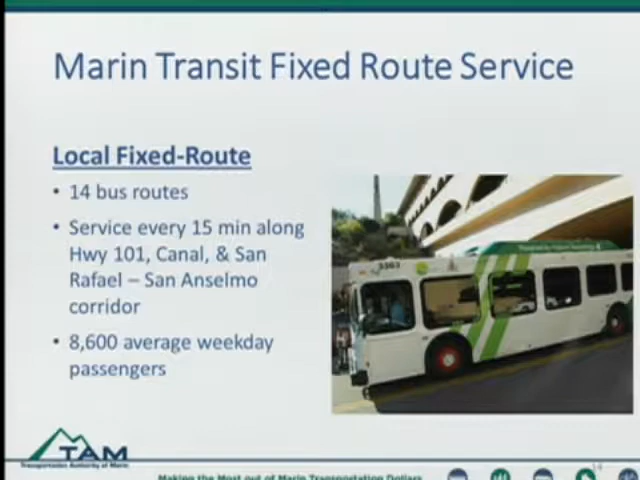 Marin Transit Fixed Route Service
Local Fixed-Route
• 14 bus routes
• Service every 15 min along
Hwy 101, Canal, & San
Rafael – San Anselmo
corridor
• 8,600 average weekday
passengers
TAM
Transportation Authority of Marin
Making the Most out of Marin Transportation Dollars
14